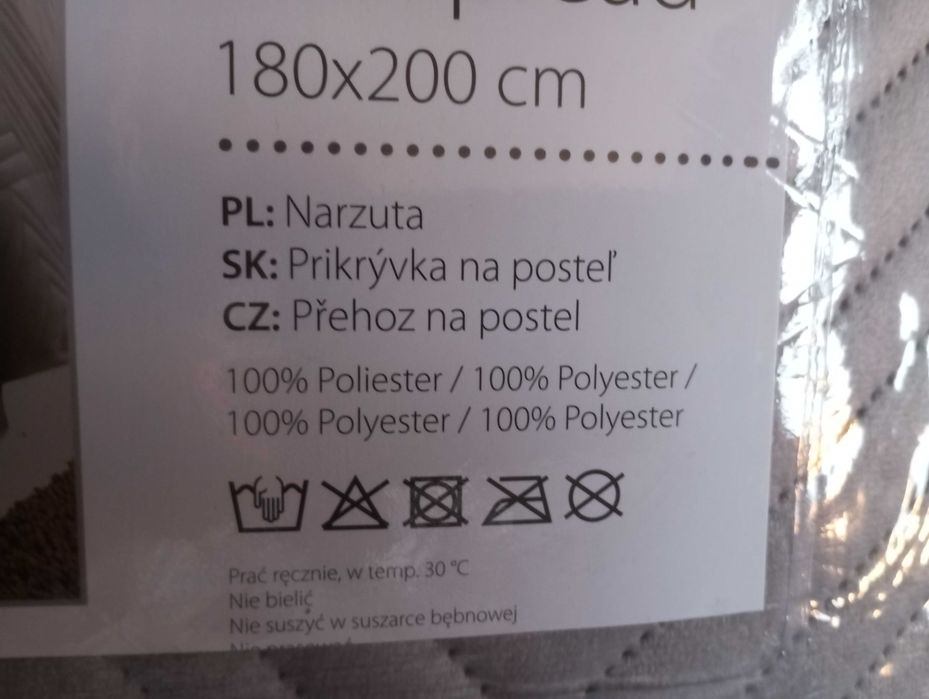 180x200 cm
PL: Narzuta
SK: Prikrývka na posteľ
CZ: Přehoz na postel
100% Poliester / 100% Polyester /
100% Polyester / 100% Polyester
Prać ręcznie, w temp. 30 °C
Nie bielić
Nie suszyć w suszarce bębnowej